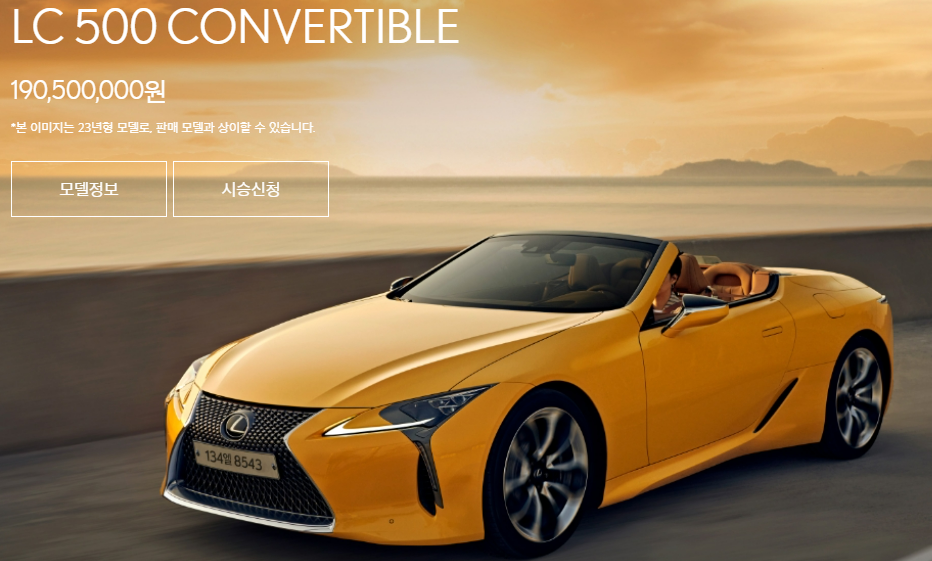 LC 500 CONVERTIBLE
190,500,000원
*본 이미지는 23년형 모델로, 판매 모델과 상이할 수 있습니다.
모델정보
시승신청
134일 8543